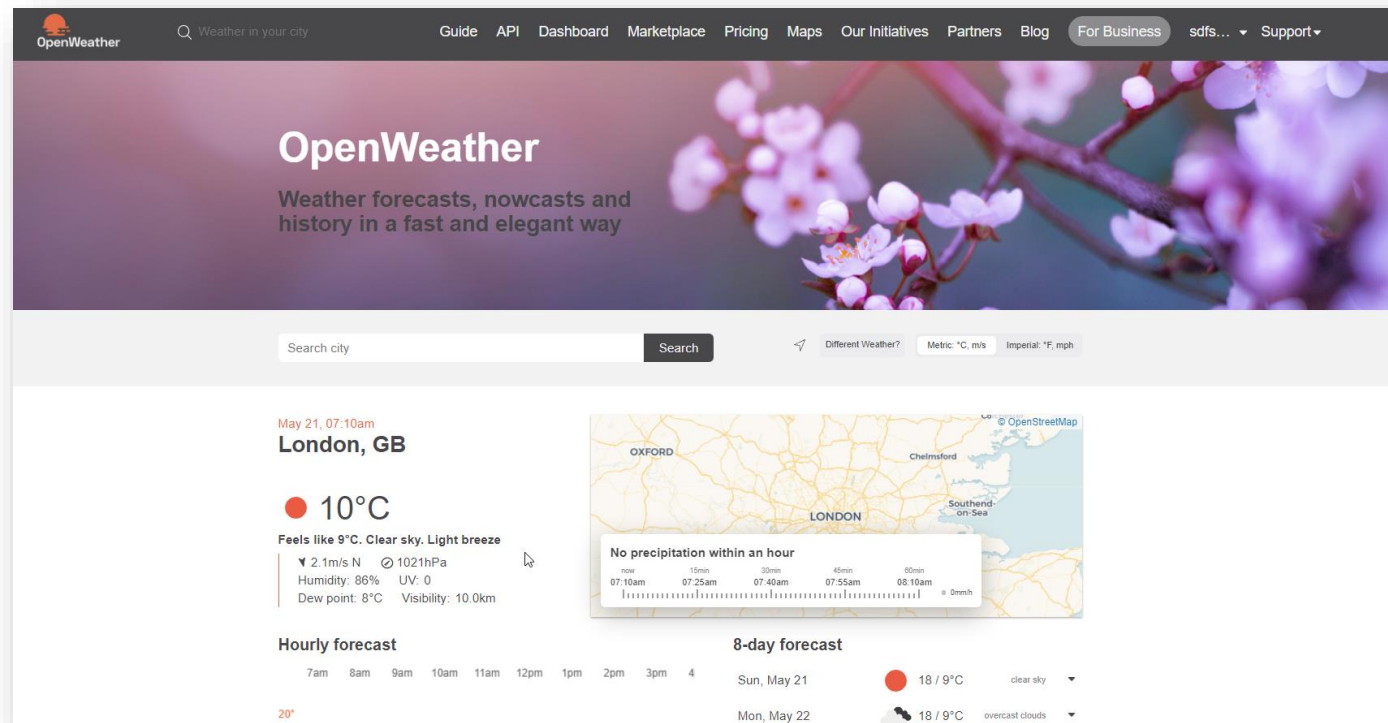 OpenWeather
Weather in your city
Guide API Dashboard Marketplace Pricing Maps Our Initiatives Partners Blog For Business sdfs... Support
OpenWeather
Weather forecasts, nowcasts and
history in a fast and elegant way
Search city
Search
Different Weather?
Metric: °C, m/s
Imperial: °F, mph
May 21, 07:10am
London, GB
10°C
Feels like 9°C. Clear sky. Light breeze
2.1m/s N 1021hPa
Humidity: 86% UV: 0
Dew point: 8°C Visibility: 10.0km
© OpenStreetMap
OXFORD
Chelmsford
Southend-
on-Sea
LONDON
No precipitation within an hour
now 15min 30min 45min 60min
07:10am 07:25am 07:40am 07:55am 08:10am
0mm/h
Hourly forecast
7am 8am 9am 10am 11am 12pm 1pm 2pm 3pm 4
20°
8-day forecast
Sun, May 21 18 / 9°C clear sky
Mon, May 22 18 / 9°C overcast clouds